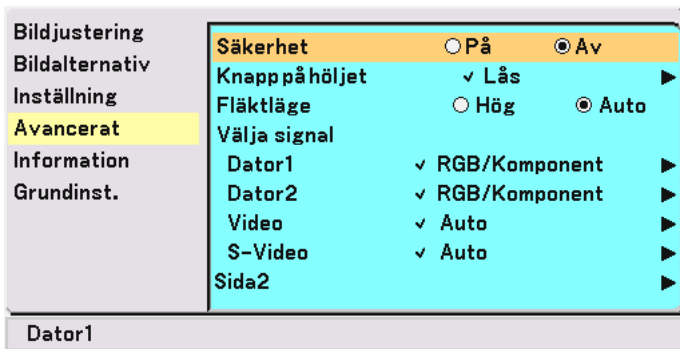 Bildjustering
Bildalternativ
Inställning
Avancerat
Information
Grundinst.
Säkerhet På Av
Knapp på höljet Lås
Fläktläge Hög Auto
Välja signal
Dator1 RGB/Komponent
Dator2 RGB/Komponent
Video Auto
S-Video Auto
Sida2
Dator1